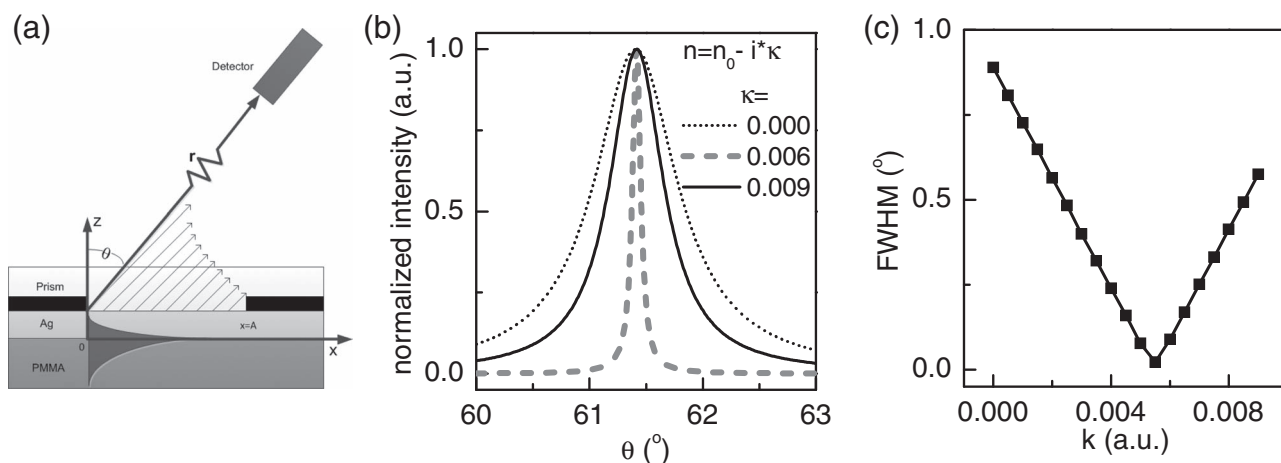 (a)
Detector
r
z
θ
Prism
Ag
x=A
0
x
PMMA
(b)
normalized intensity (a.u.)
1.0
0.5
0.0
n=n₀- i*κ
κ=
0.000
0.006
0.009
60
61
62
63
θ (°)
(c)
FWHM (°)
1.0
0.5
0.0
0.000
0.004
0.008
k (a.u.)